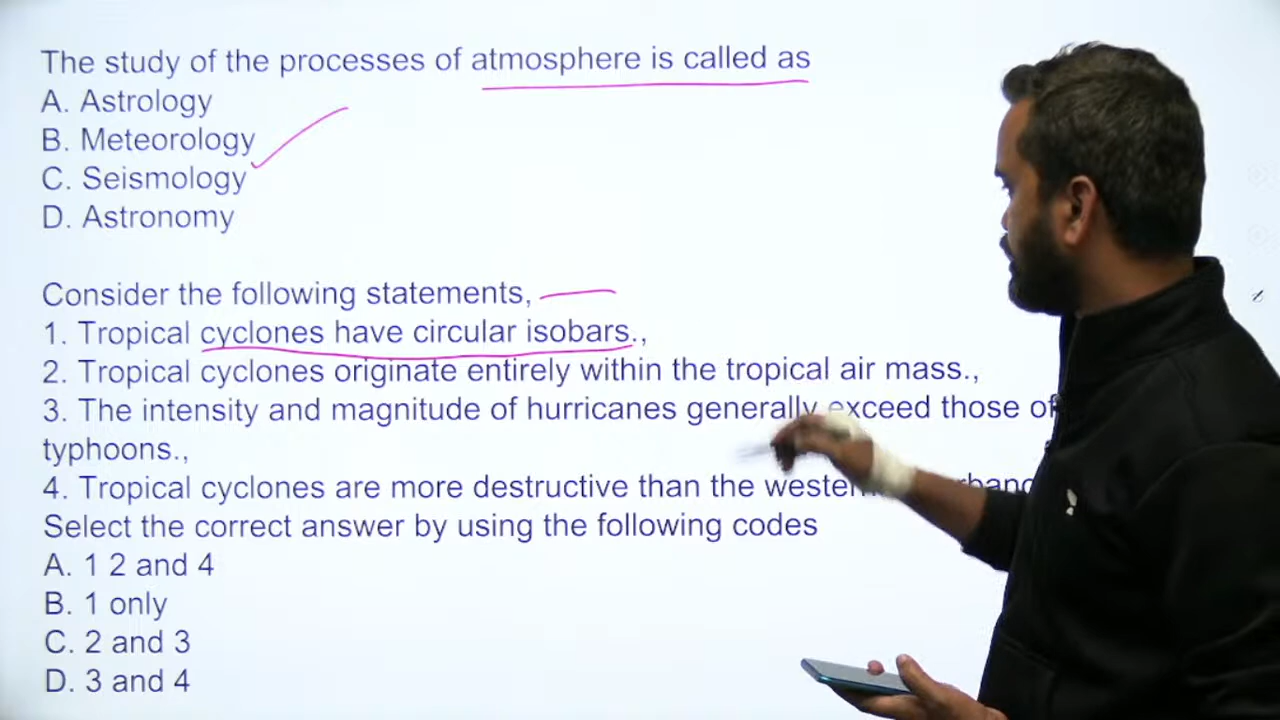 The study of the processes of atmosphere is called as
A. Astrology
B. Meteorology
C. Seismology
D. Astronomy
Consider the following statements,
1. Tropical cyclones have circular isobars.,
2. Tropical cyclones originate entirely within the tropical air mass.,
3. The intensity and magnitude of hurricanes generally exceed those of
typhoons.,
4. Tropical cyclones are more destructive than the
Select the correct answer by using the following codes
A. 1 2 and 4
B. 1 only
C. 2 and 3
D. 3 and 4